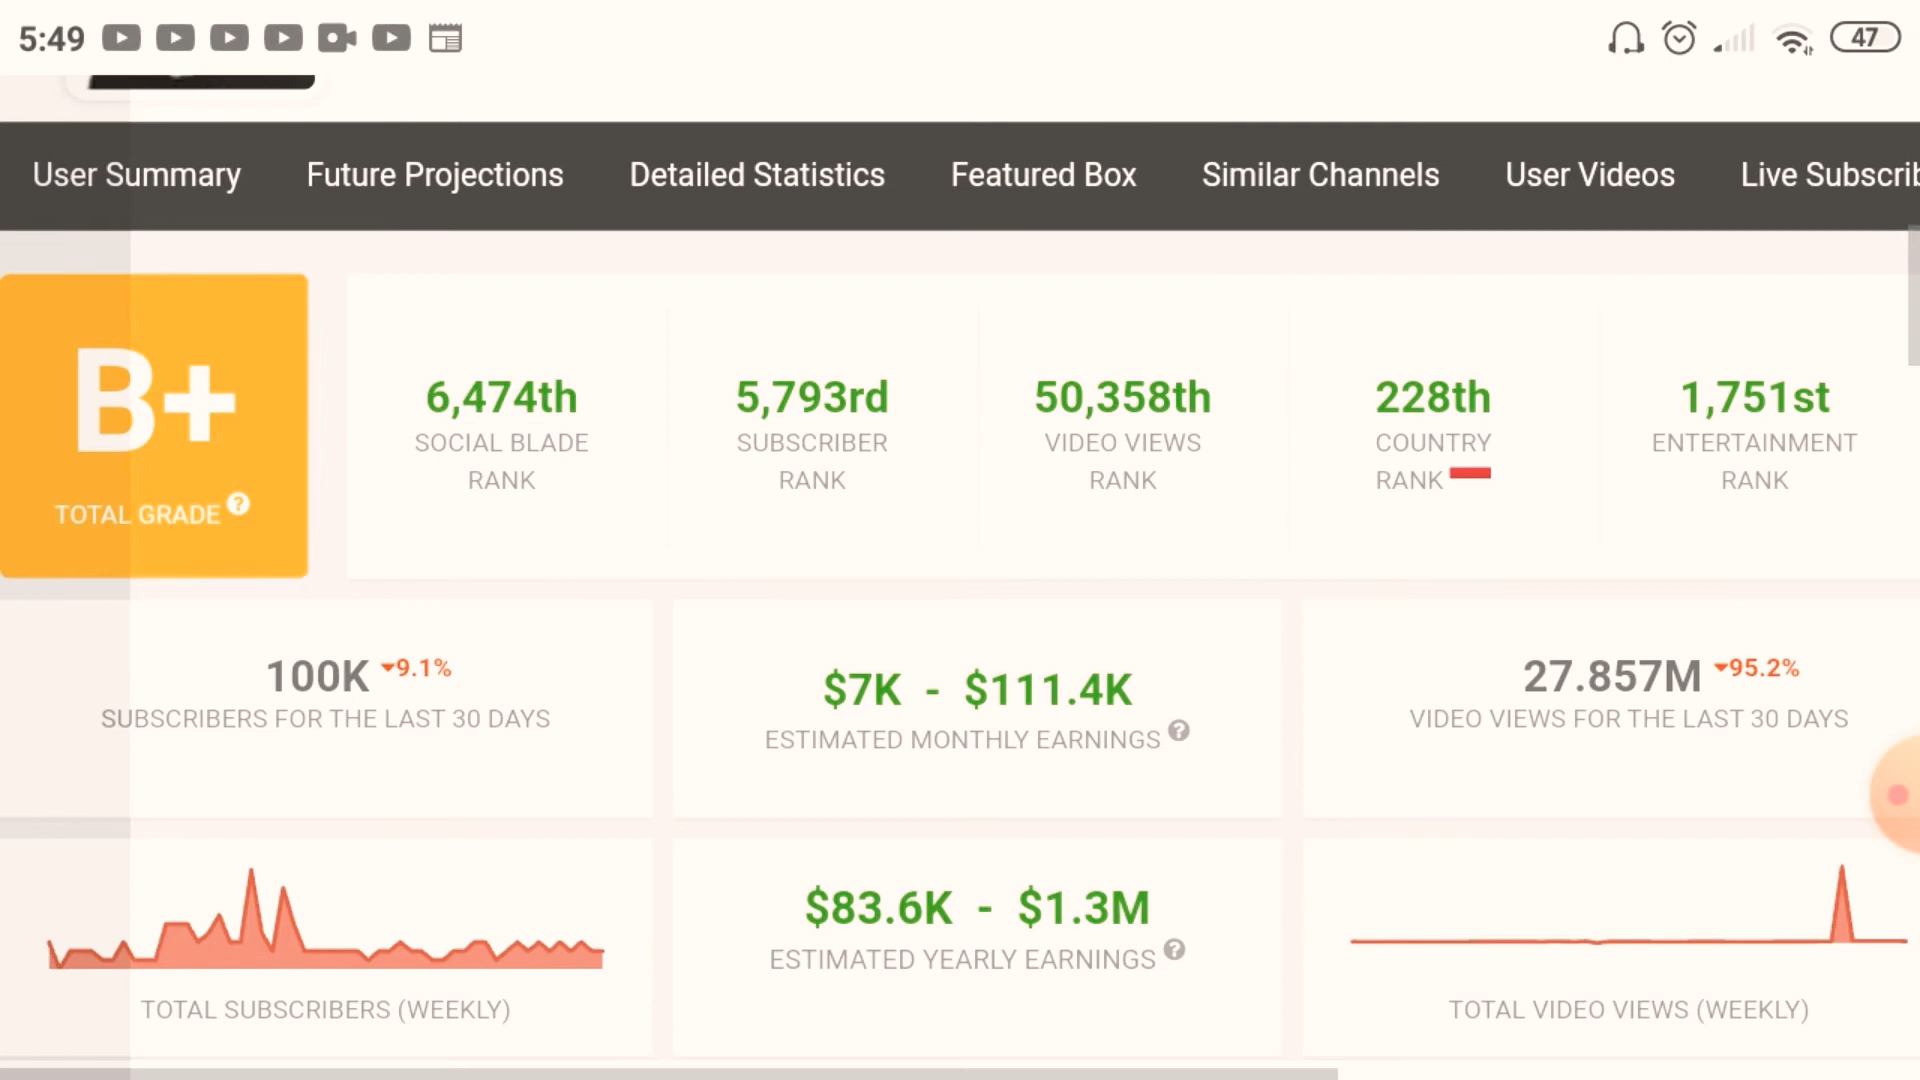 5:49
47
User Summary Future Projections Detailed Statistics Featured Box Similar Channels User Videos Live Subscrib
B+
TOTAL GRADE ?
6,474th
SOCIAL BLADE
RANK
5,793rd
SUBSCRIBER
RANK
50,358th
VIDEO VIEWS
RANK
228th
COUNTRY
RANK
1,751st
ENTERTAINMENT
RANK
100K 9.1%
SUBSCRIBERS FOR THE LAST 30 DAYS
$7K - $111.4K
ESTIMATED MONTHLY EARNINGS ?
27.857M 95.2%
VIDEO VIEWS FOR THE LAST 30 DAYS
TOTAL SUBSCRIBERS (WEEKLY)
$83.6K - $1.3M
ESTIMATED YEARLY EARNINGS ?
TOTAL VIDEO VIEWS (WEEKLY)